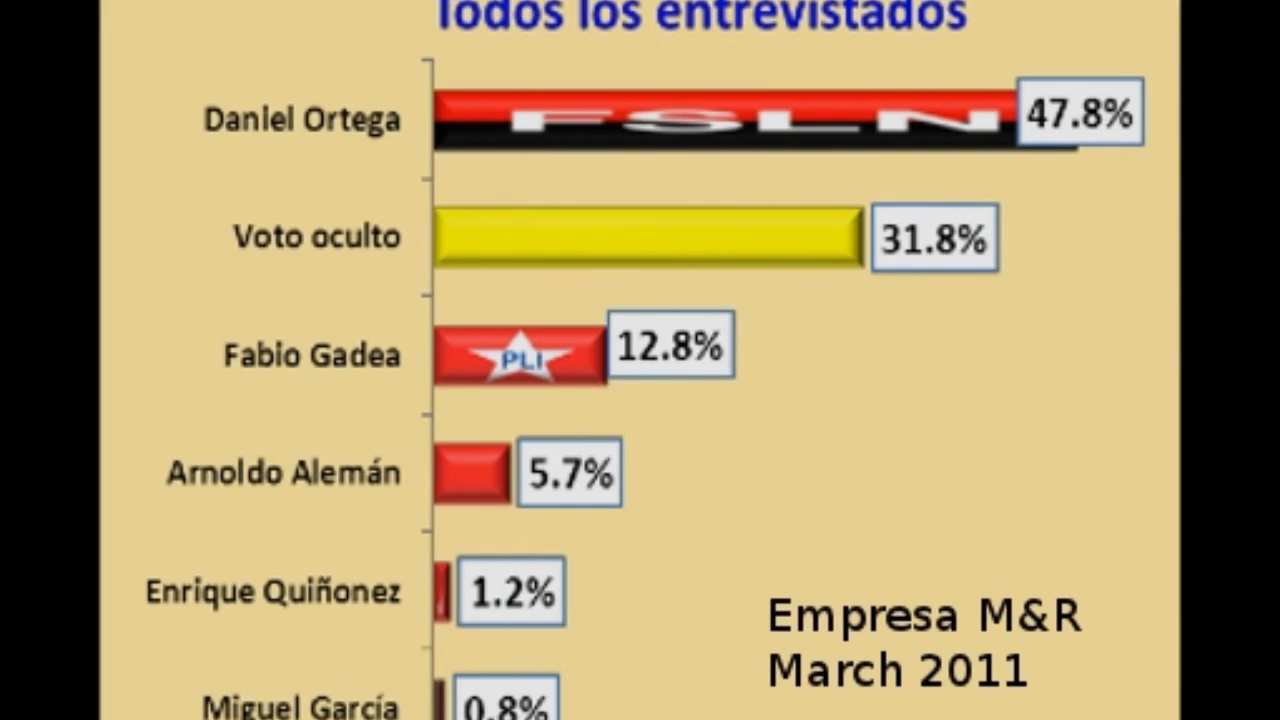 Todos los entrevistados
Daniel Ortega FSLN 47.8%
Voto oculto 31.8%
Fabio Gadea PLI 12.8%
Arnoldo Alemán 5.7%
Enrique Quiñonez 1.2%
Miguel García 0.8%
Empresa M&R
March 2011